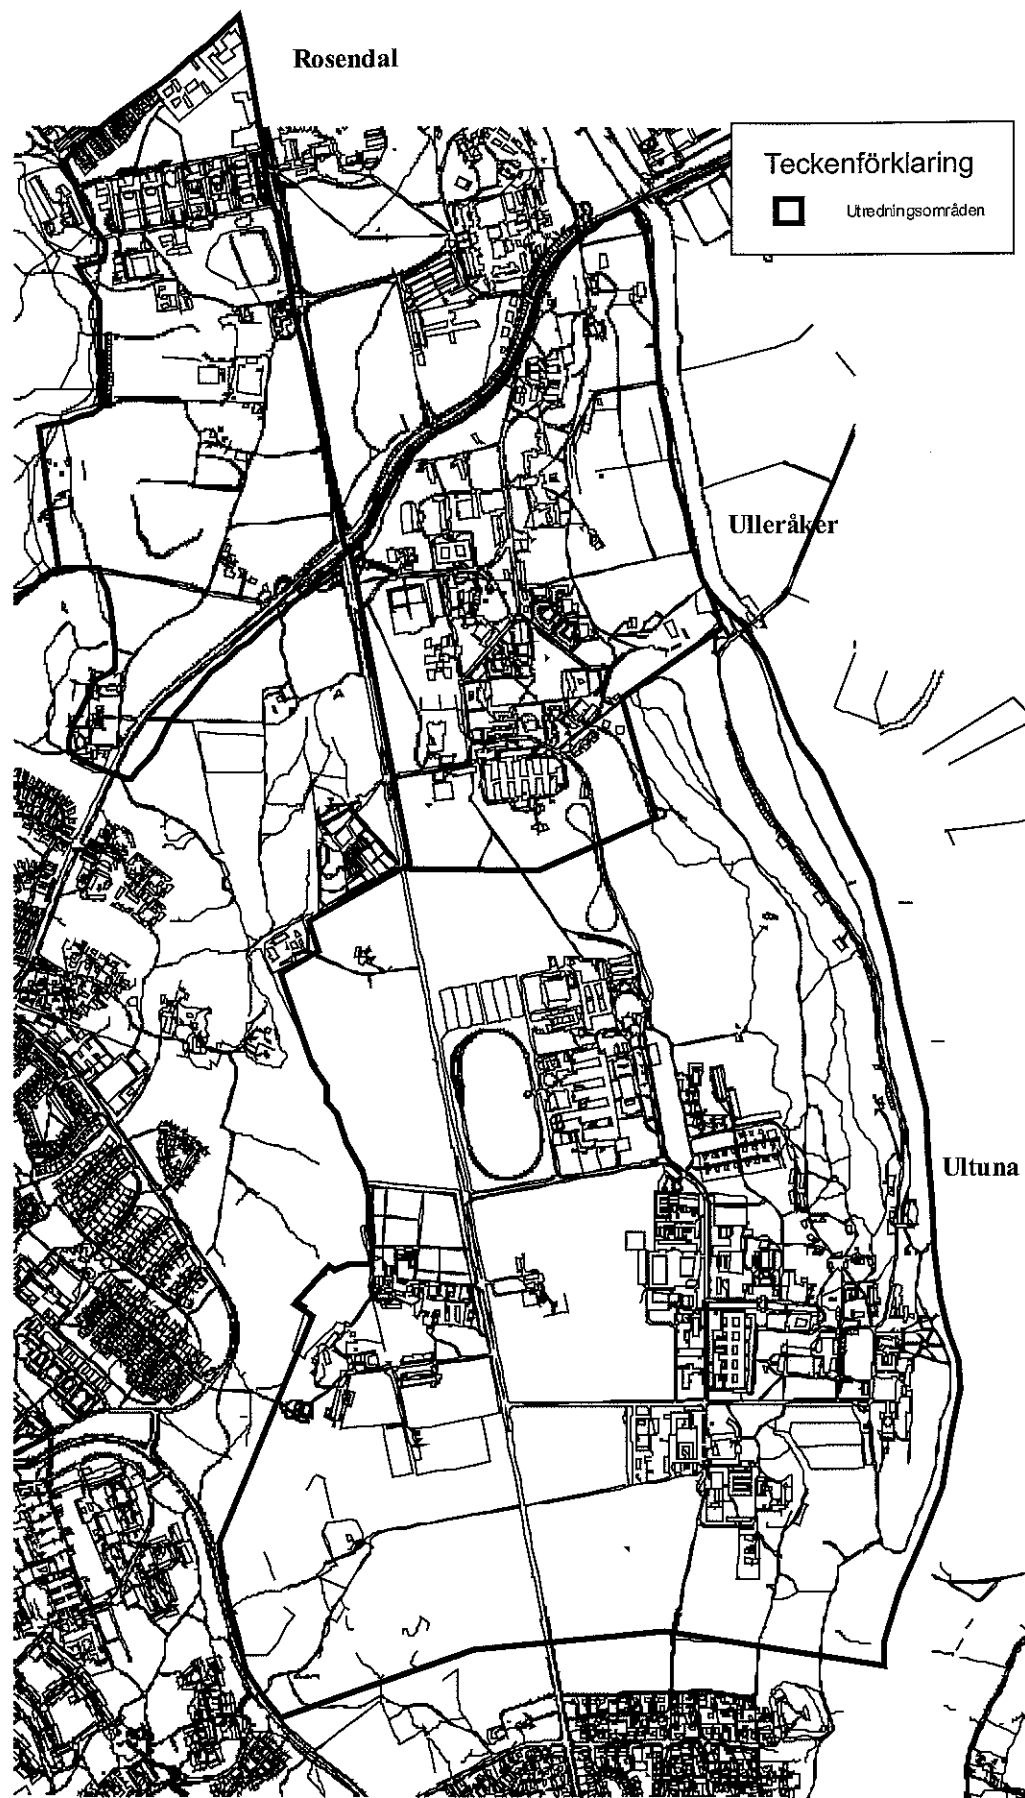 Rosendal
Teckenförklaring
Utredningsområden
Ulleråker
Ultuna